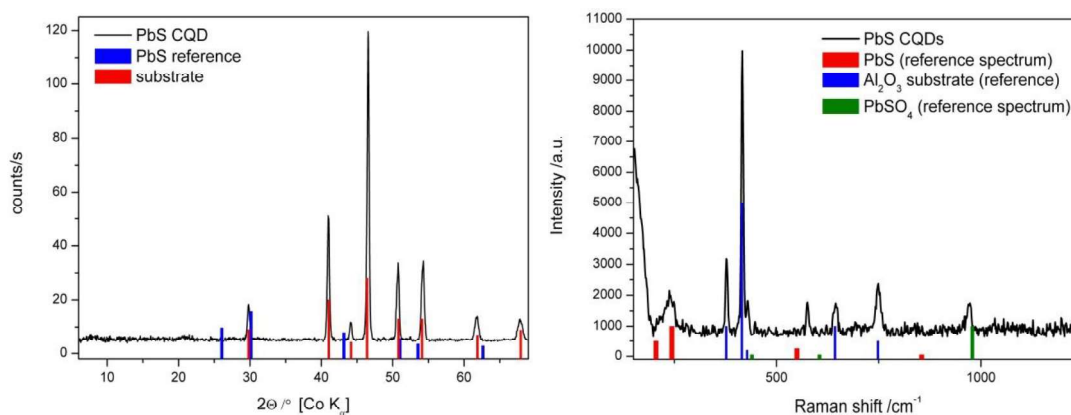 120
100
80
60
40
20
0
counts/s
PbS CQD
PbS reference
substrate
10 20 30 40 50 60
2Θ /° [Co Kα]
11000
10000
9000
8000
7000
6000
5000
4000
3000
2000
1000
0
Intensity /a.u.
PbS CQDs
PbS (reference spectrum)
Al₂O₃ substrate (reference)
PbSO₄ (reference spectrum)
500 1000
Raman shift /cm⁻¹